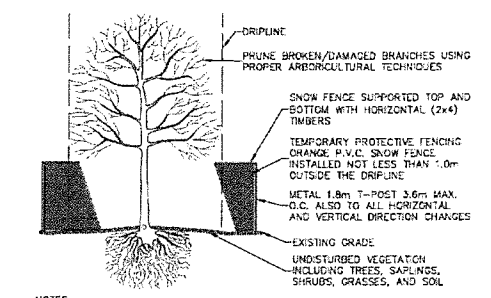 DRIPLINE
PRUNE BROKEN/DAMAGED BRANCHES USING
PROPER ARBORICULTURAL TECHNIQUES
SNOW FENCE SUPPORTED TOP AND
BOTTOM WITH HORIZONTAL (2x4)
TIMBERS
TEMPORARY PROTECTIVE FENCING
ORANGE P.V.C. SNOW FENCE
INSTALLED NOT LESS THAN 1.0m
OUTSIDE THE DRIPLINE
METAL 1.8m T-POST 3.6m MAX.
O.C. ALSO TO ALL HORIZONTAL
AND VERTICAL DIRECTION CHANGES
EXISTING GRADE
UNDISTURBED VEGETATION
INCLUDING TREES, SAPLINGS,
SHRUBS, GRASSES, AND SOIL
NOTES